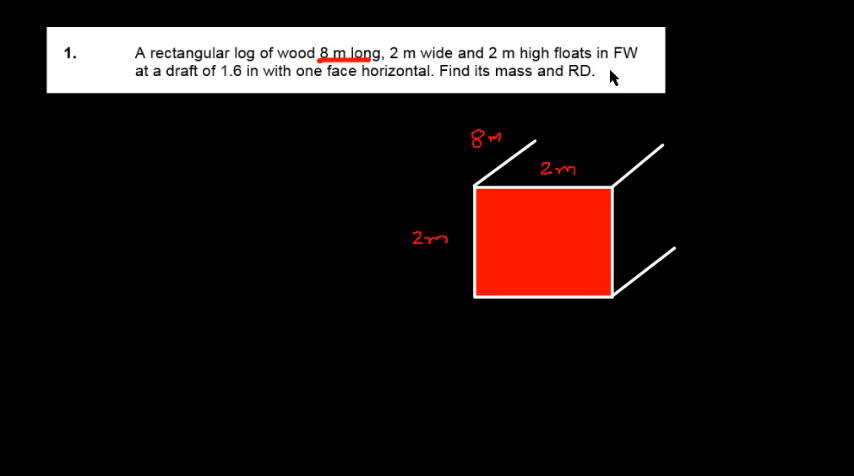 1. A rectangular log of wood 8 m long, 2 m wide and 2 m high floats in FW
at a draft of 1.6 in with one face horizontal. Find its mass and RD.
8m
2m
2m